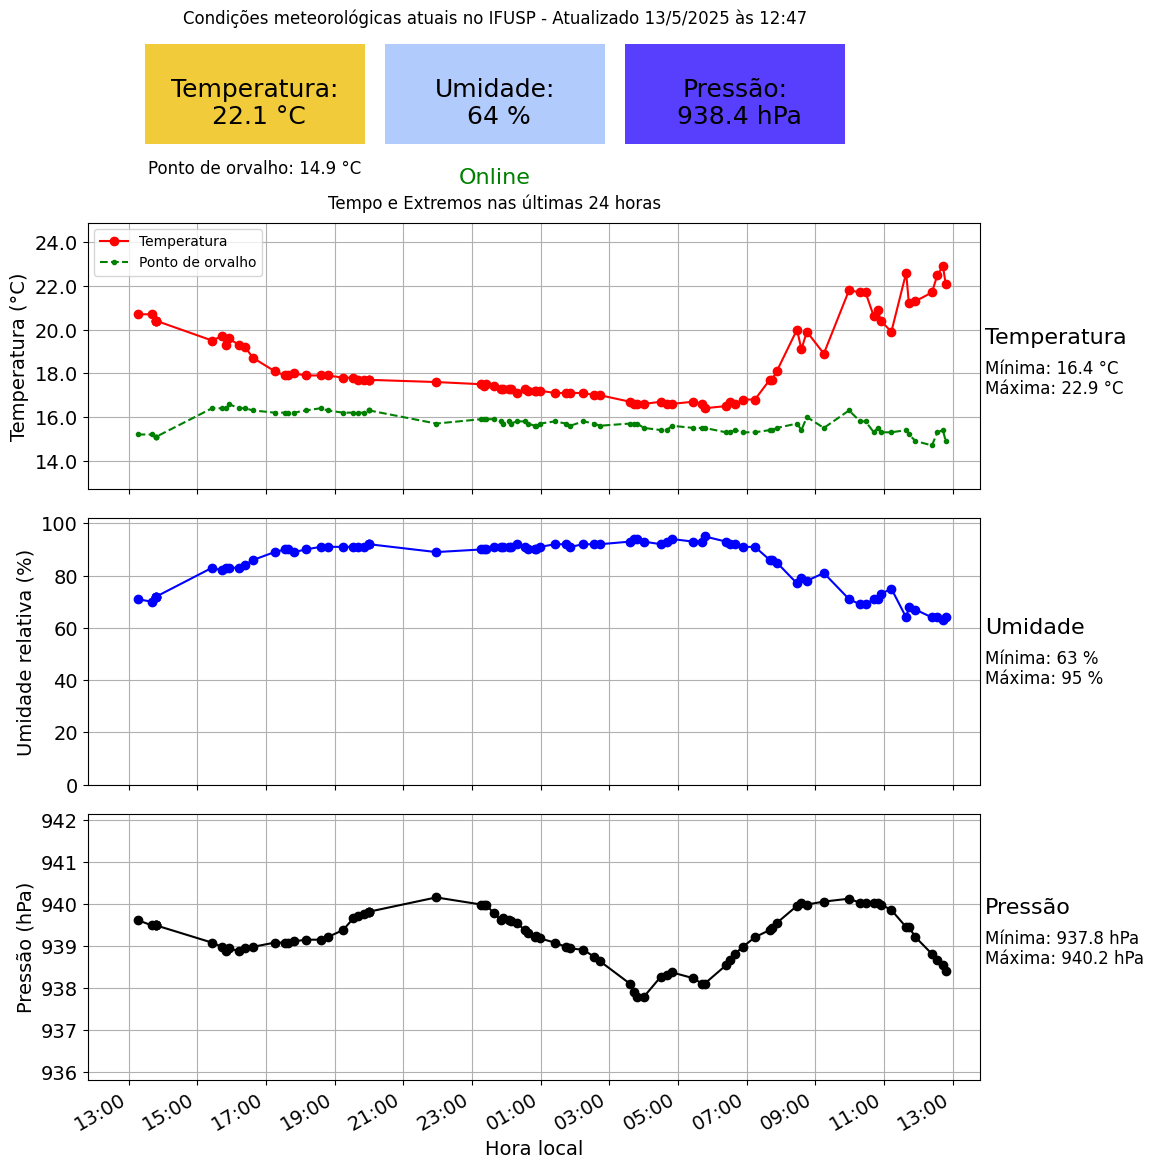 Condições meteorológicas atuais no IFUSP - Atualizado 13/5/2025 às 12:47
Temperatura:
22.1 °C
Umidade:
64 %
Pressão:
938.4 hPa
Ponto de orvalho: 14.9 °C
Online
Tempo e Extremos nas últimas 24 horas
Temperatura (°C)
24.0
22.0
20.0
18.0
16.0
14.0
Temperatura
Ponto de orvalho
Temperatura
Mínima: 16.4 °C
Máxima: 22.9 °C
Umidade relativa (%)
100
80
60
40
20
0
Umidade
Mínima: 63 %
Máxima: 95 %
Pressão (hPa)
942
941
940
939
938
937
936
Pressão
Mínima: 937.8 hPa
Máxima: 940.2 hPa
13:00 15:00 17:00 19:00 21:00 23:00 01:00 03:00 05:00 07:00 09:00 11:00 13:00
Hora local